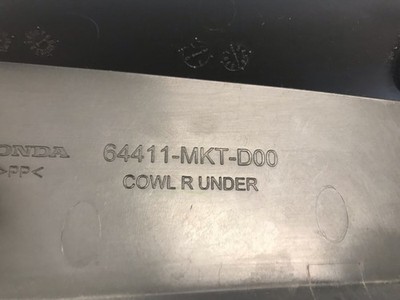 HONDA 64411-MKT-D00
>PP< COWL R UNDER